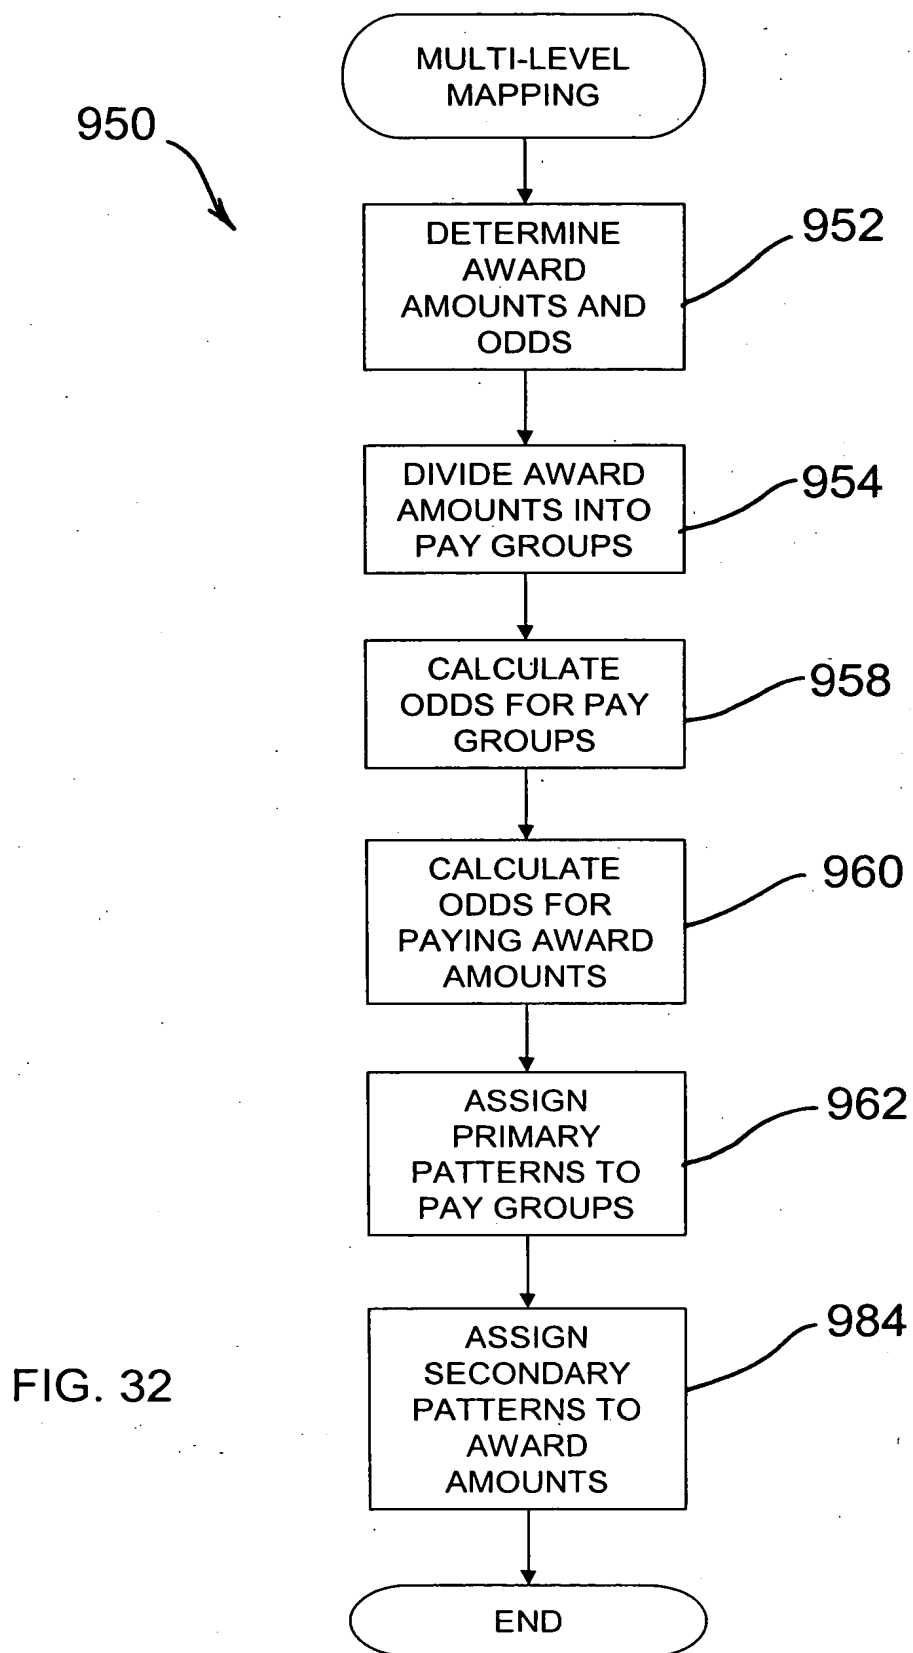 MULTI-LEVEL
MAPPING
950
DETERMINE
AWARD
AMOUNTS AND
ODDS
952
DIVIDE AWARD
AMOUNTS INTO
PAY GROUPS
954
CALCULATE
ODDS FOR PAY
GROUPS
958
CALCULATE
ODDS FOR
PAYING AWARD
AMOUNTS
960
ASSIGN
PRIMARY
PATTERNS TO
PAY GROUPS
962
ASSIGN
SECONDARY
PATTERNS TO
AWARD
AMOUNTS
984
FIG. 32
END